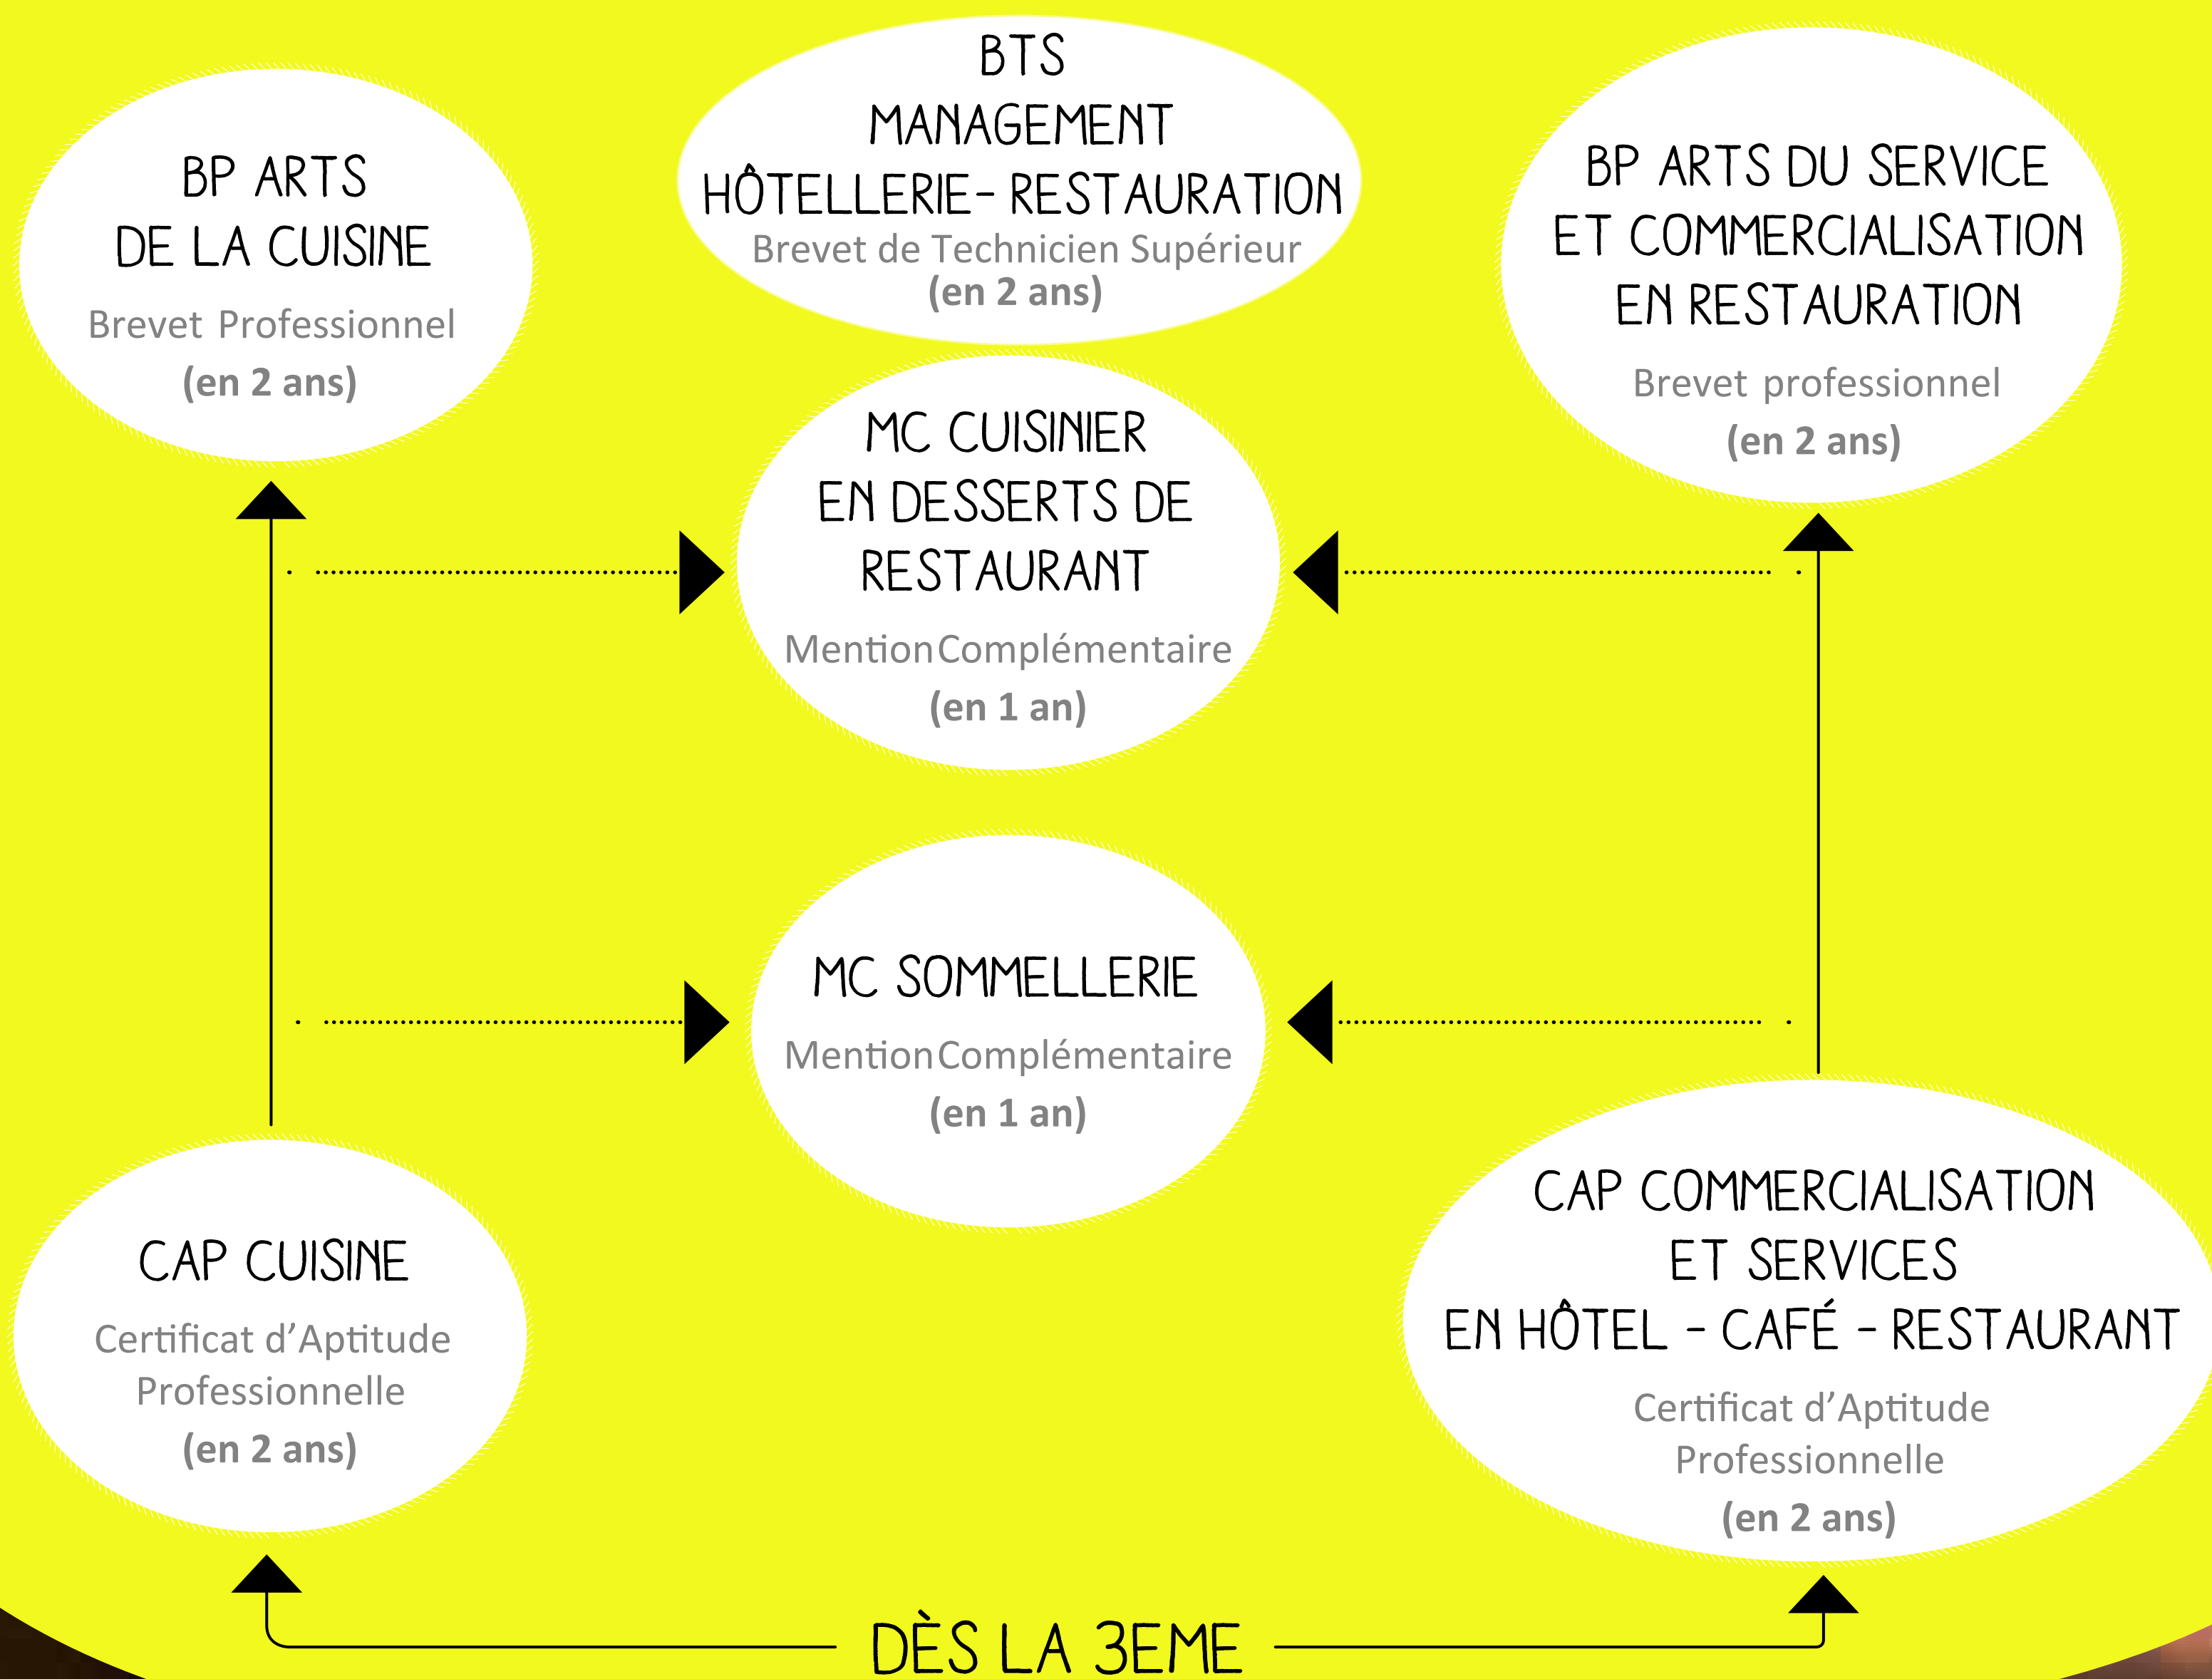 BTS
MANAGEMENT
HÔTELLERIE- RESTAURATION
Brevet de Technicien Supérieur
(en 2 ans)
BP ARTS
DE LA CUISINE
Brevet Professionnel
(en 2 ans)
BP ARTS DU SERVICE
ET COMMERCIALISATION
EN RESTAURATION
Brevet professionnel
(en 2 ans)
MC CUISINIER
EN DESSERTS DE
RESTAURANT
Mention Complémentaire
(en 1 an)
MC SOMMELLERIE
Mention Complémentaire
(en 1 an)
CAP CUISINE
Certificat d’Aptitude
Professionnelle
(en 2 ans)
CAP COMMERCIALISATION
ET SERVICES
EN HÔTEL - CAFÉ - RESTAURANT
Certificat d’Aptitude
Professionnelle
(en 2 ans)
DÈS LA 3EME